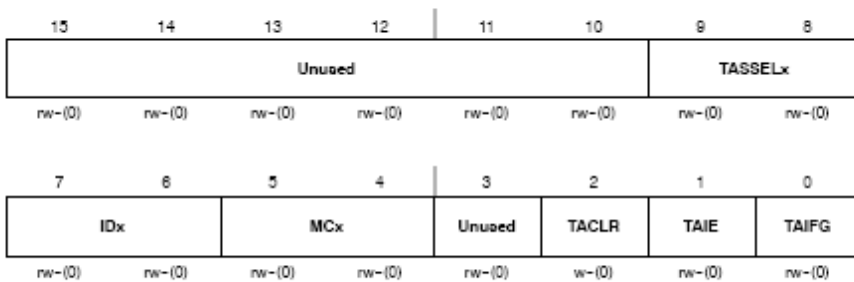 15 14 13 12 11 10 9 8
Unused TASSELx
rw-(0) rw-(0) rw-(0) rw-(0) rw-(0) rw-(0) rw-(0) rw-(0)
7 6 5 4 3 2 1 0
IDx MCx Unused TACLR TAIE TAIFG
rw-(0) rw-(0) rw-(0) rw-(0) rw-(0) w-(0) rw-(0) rw-(0)